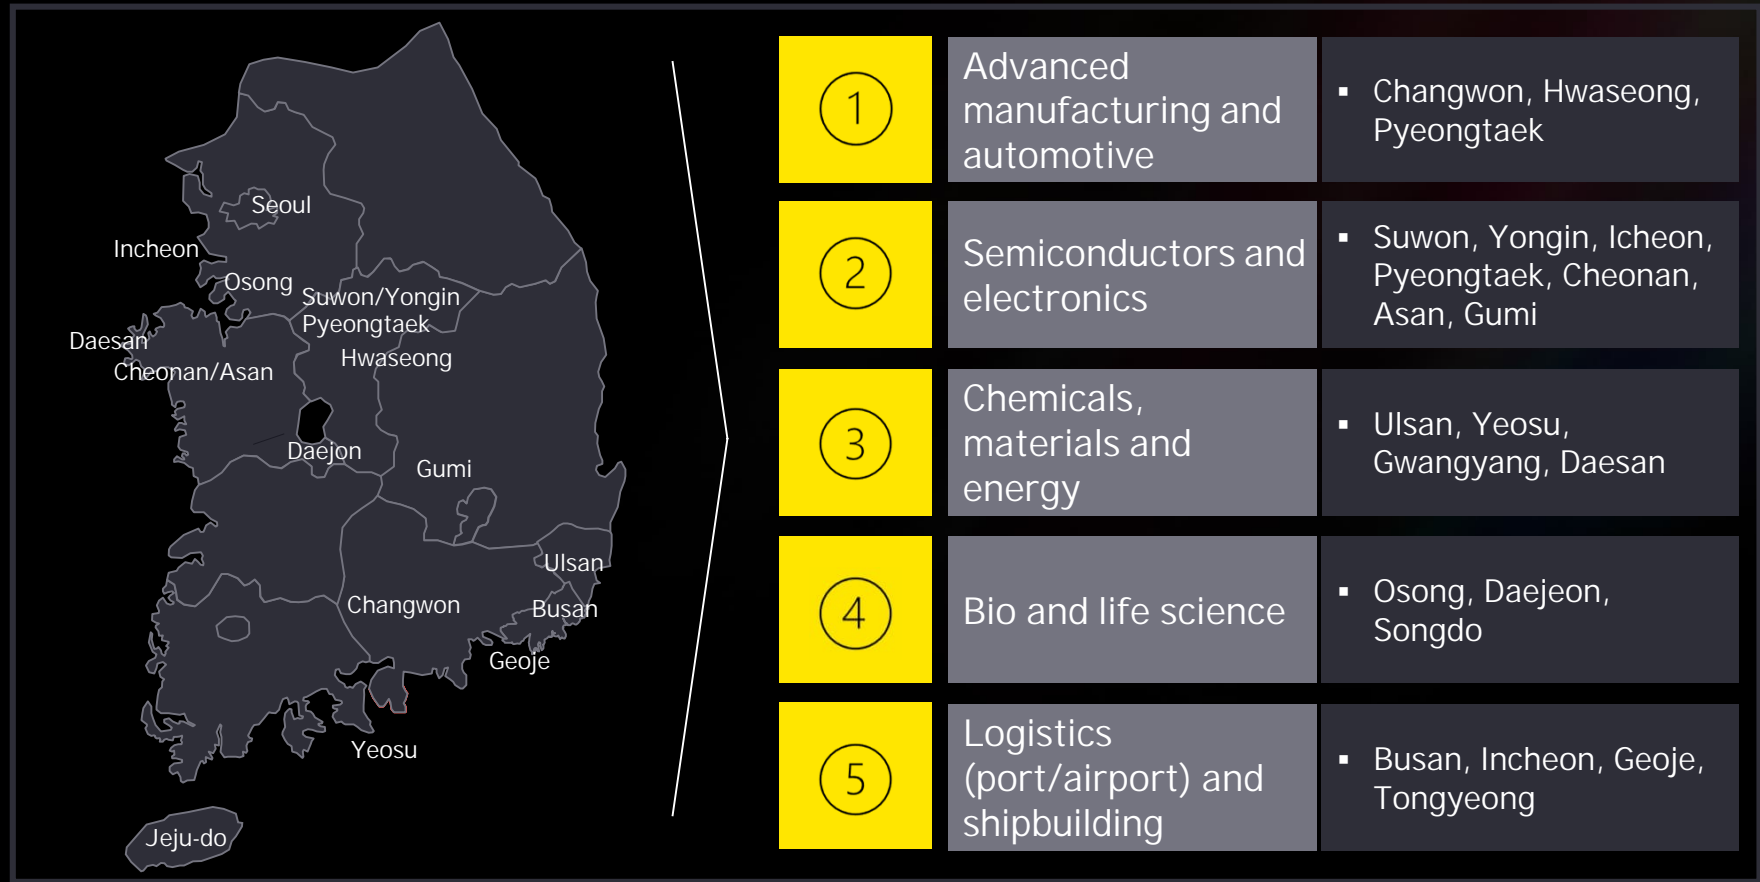 Seoul
Incheon
Osong
Suwon/Yongin
Pyeongtaek
Daesan
Hwaseong
Cheonan/Asan
Daejon
Gumi
Ulsan
Changwon
Busan
Geoje
Yeosu
Jeju-do
1
Advanced
manufacturing and
automotive
▪ Changwon, Hwaseong,
Pyeongtaek
2
Semiconductors and
electronics
▪ Suwon, Yongin, Icheon,
Pyeongtaek, Cheonan,
Asan, Gumi
3
Chemicals,
materials and
energy
▪ Ulsan, Yeosu,
Gwangyang, Daesan
4
Bio and life science
▪ Osong, Daejeon,
Songdo
5
Logistics
(port/airport) and
shipbuilding
▪ Busan, Incheon, Geoje,
Tongyeong